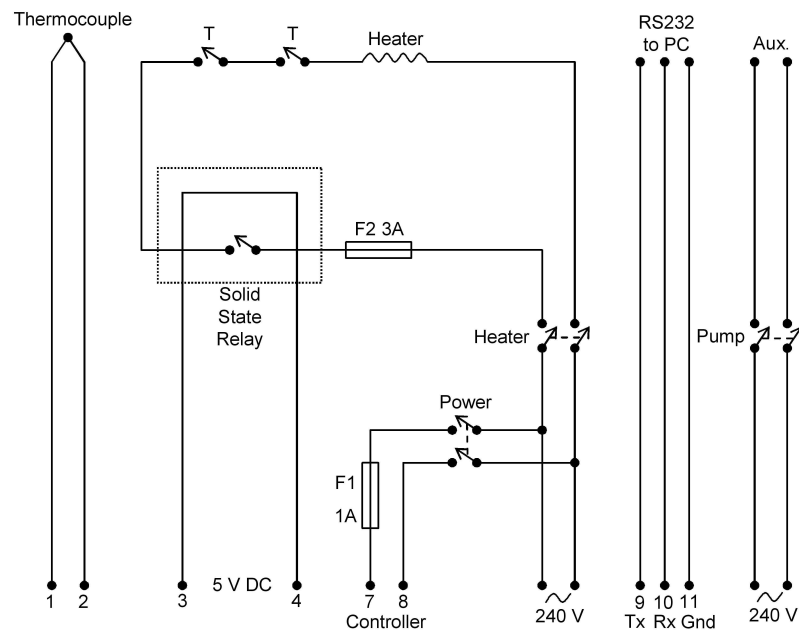 Thermocouple
T
T
Heater
RS232
to PC
Aux.
F2 3A
Solid
State
Relay
Heater
Pump
Power
F1
1A
5 V DC
1
2
3
4
7
8
9
10
11
Controller
240 V
Tx
Rx
Gnd
240 V